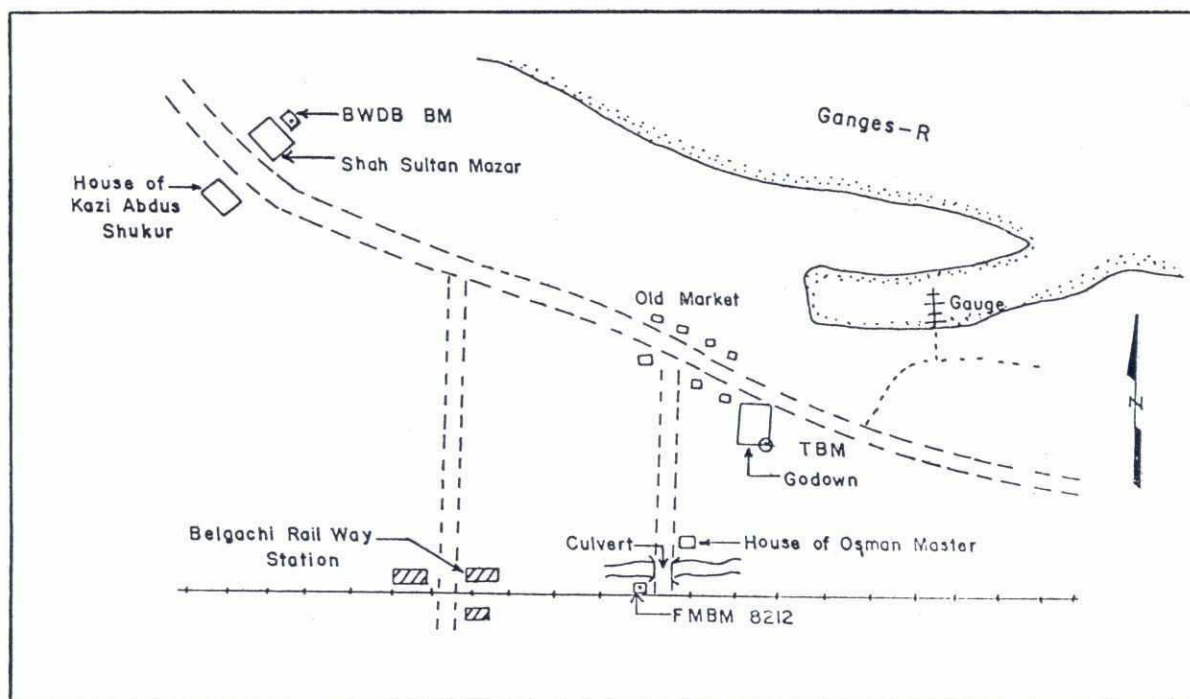 BWDB BM
Shah Sultan Mazar
House of
Kazi Abdus
Shukur
Ganges-R
Old Market
Gauge
N
TBM
Godown
Belgachi Rail Way
Station
Culvert
House of Osman Master
FMBM 8212